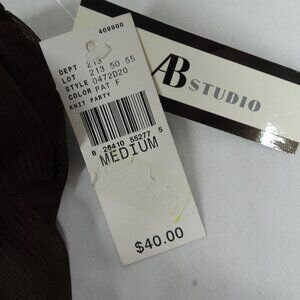 409900
DEPT 213
LOT 213 50 55
STYLE 0472D20
COLOR PAT F
KNIT PARTY
8 26410 55277 5
MEDIUM
$40.00
AB STUDIO